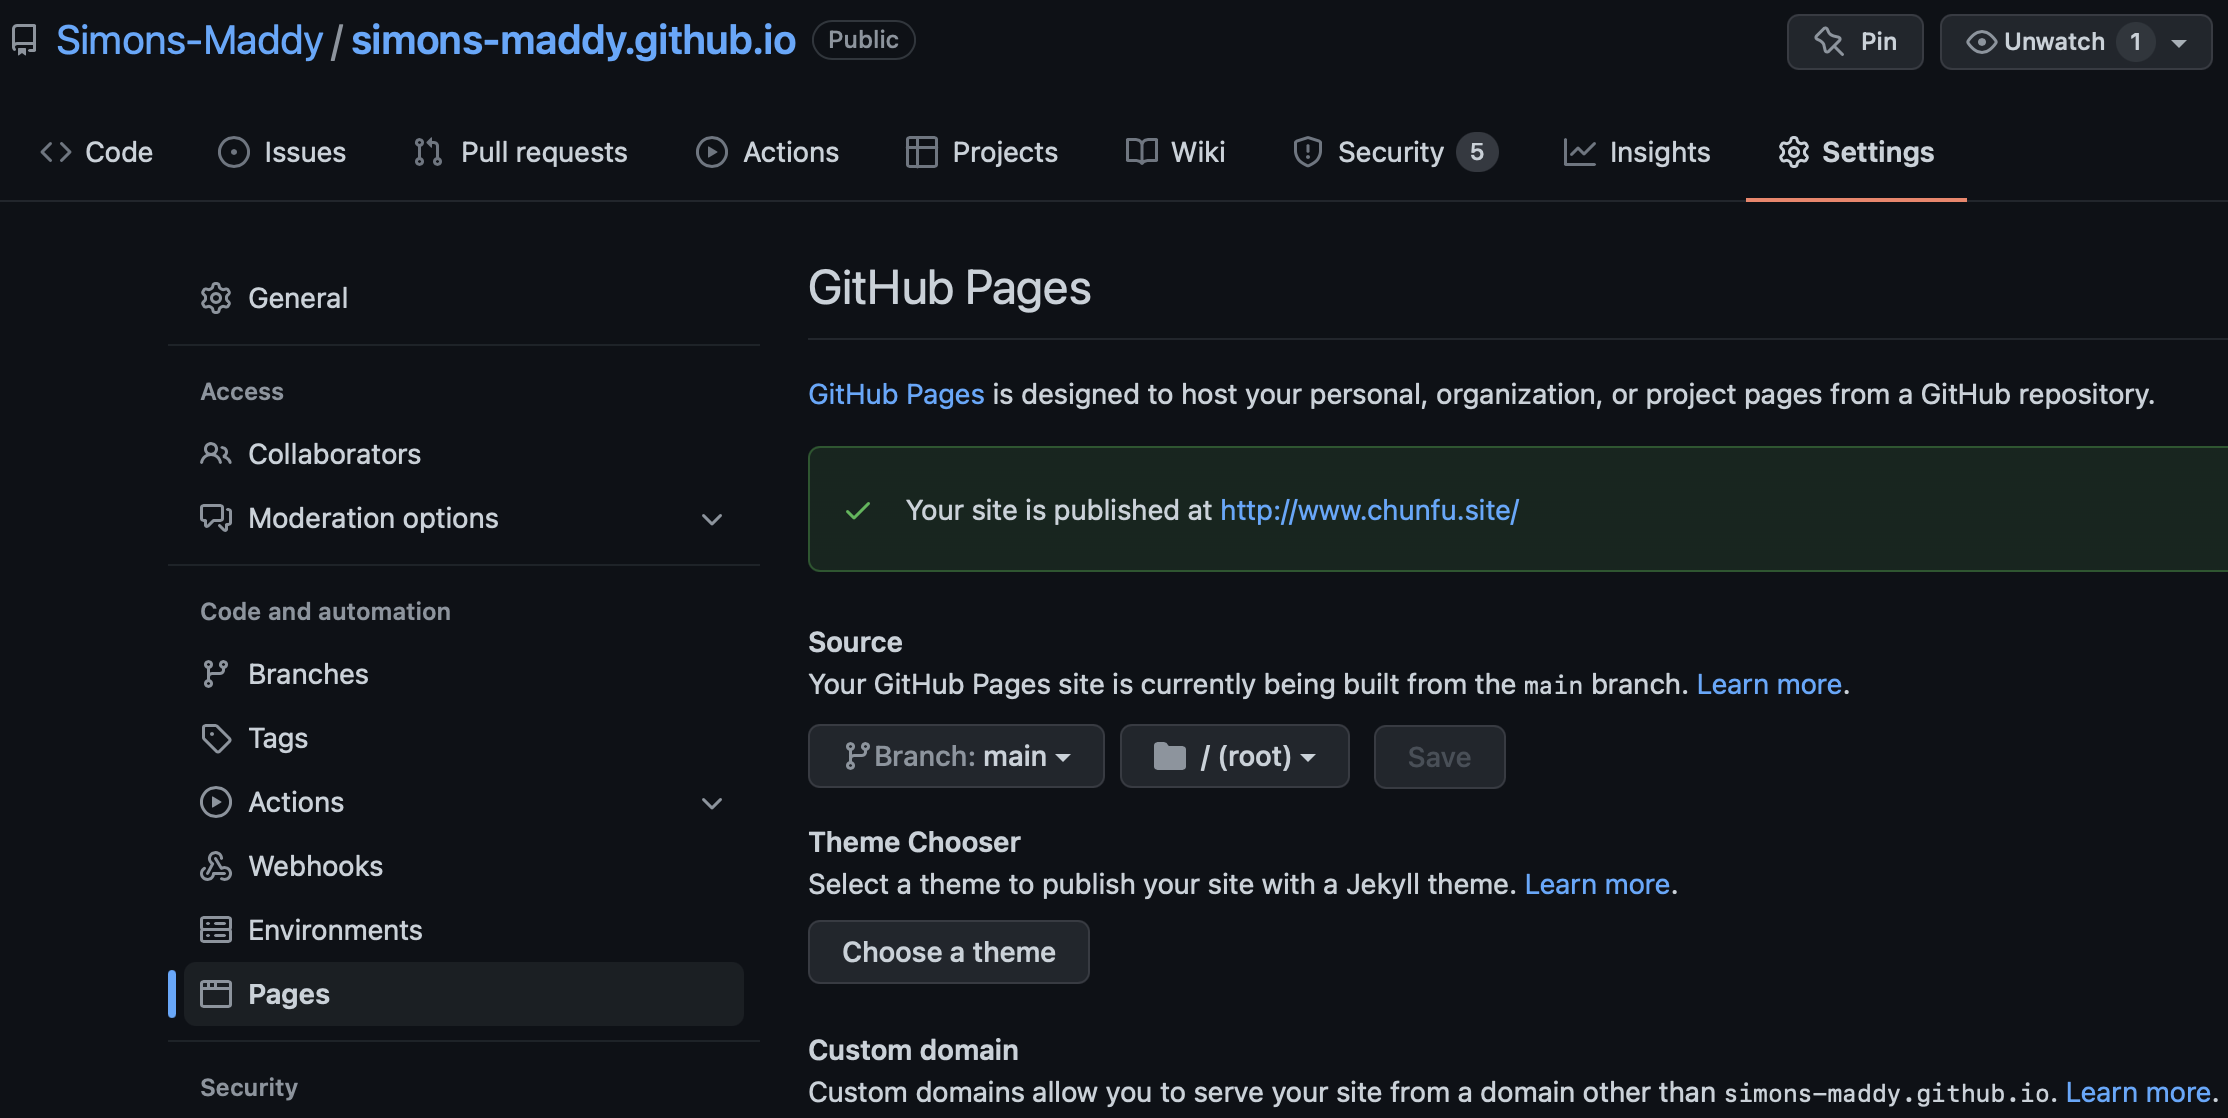 Simons-Maddy / simons-maddy.github.io Public Pin Unwatch 1
Code Issues Pull requests Actions Projects Wiki Security 5 Insights Settings
General
Access
Collaborators
Moderation options
Code and automation
Branches
Tags
Actions
Webhooks
Environments
Pages
Security
GitHub Pages
GitHub Pages is designed to host your personal, organization, or project pages from a GitHub repository.
Your site is published at http://www.chunfu.site/
Source
Your GitHub Pages site is currently being built from the main branch. Learn more.
Branch: main / (root) Save
Theme Chooser
Select a theme to publish your site with a Jekyll theme. Learn more.
Choose a theme
Custom domain
Custom domains allow you to serve your site from a domain other than simons-maddy.github.io. Learn more.